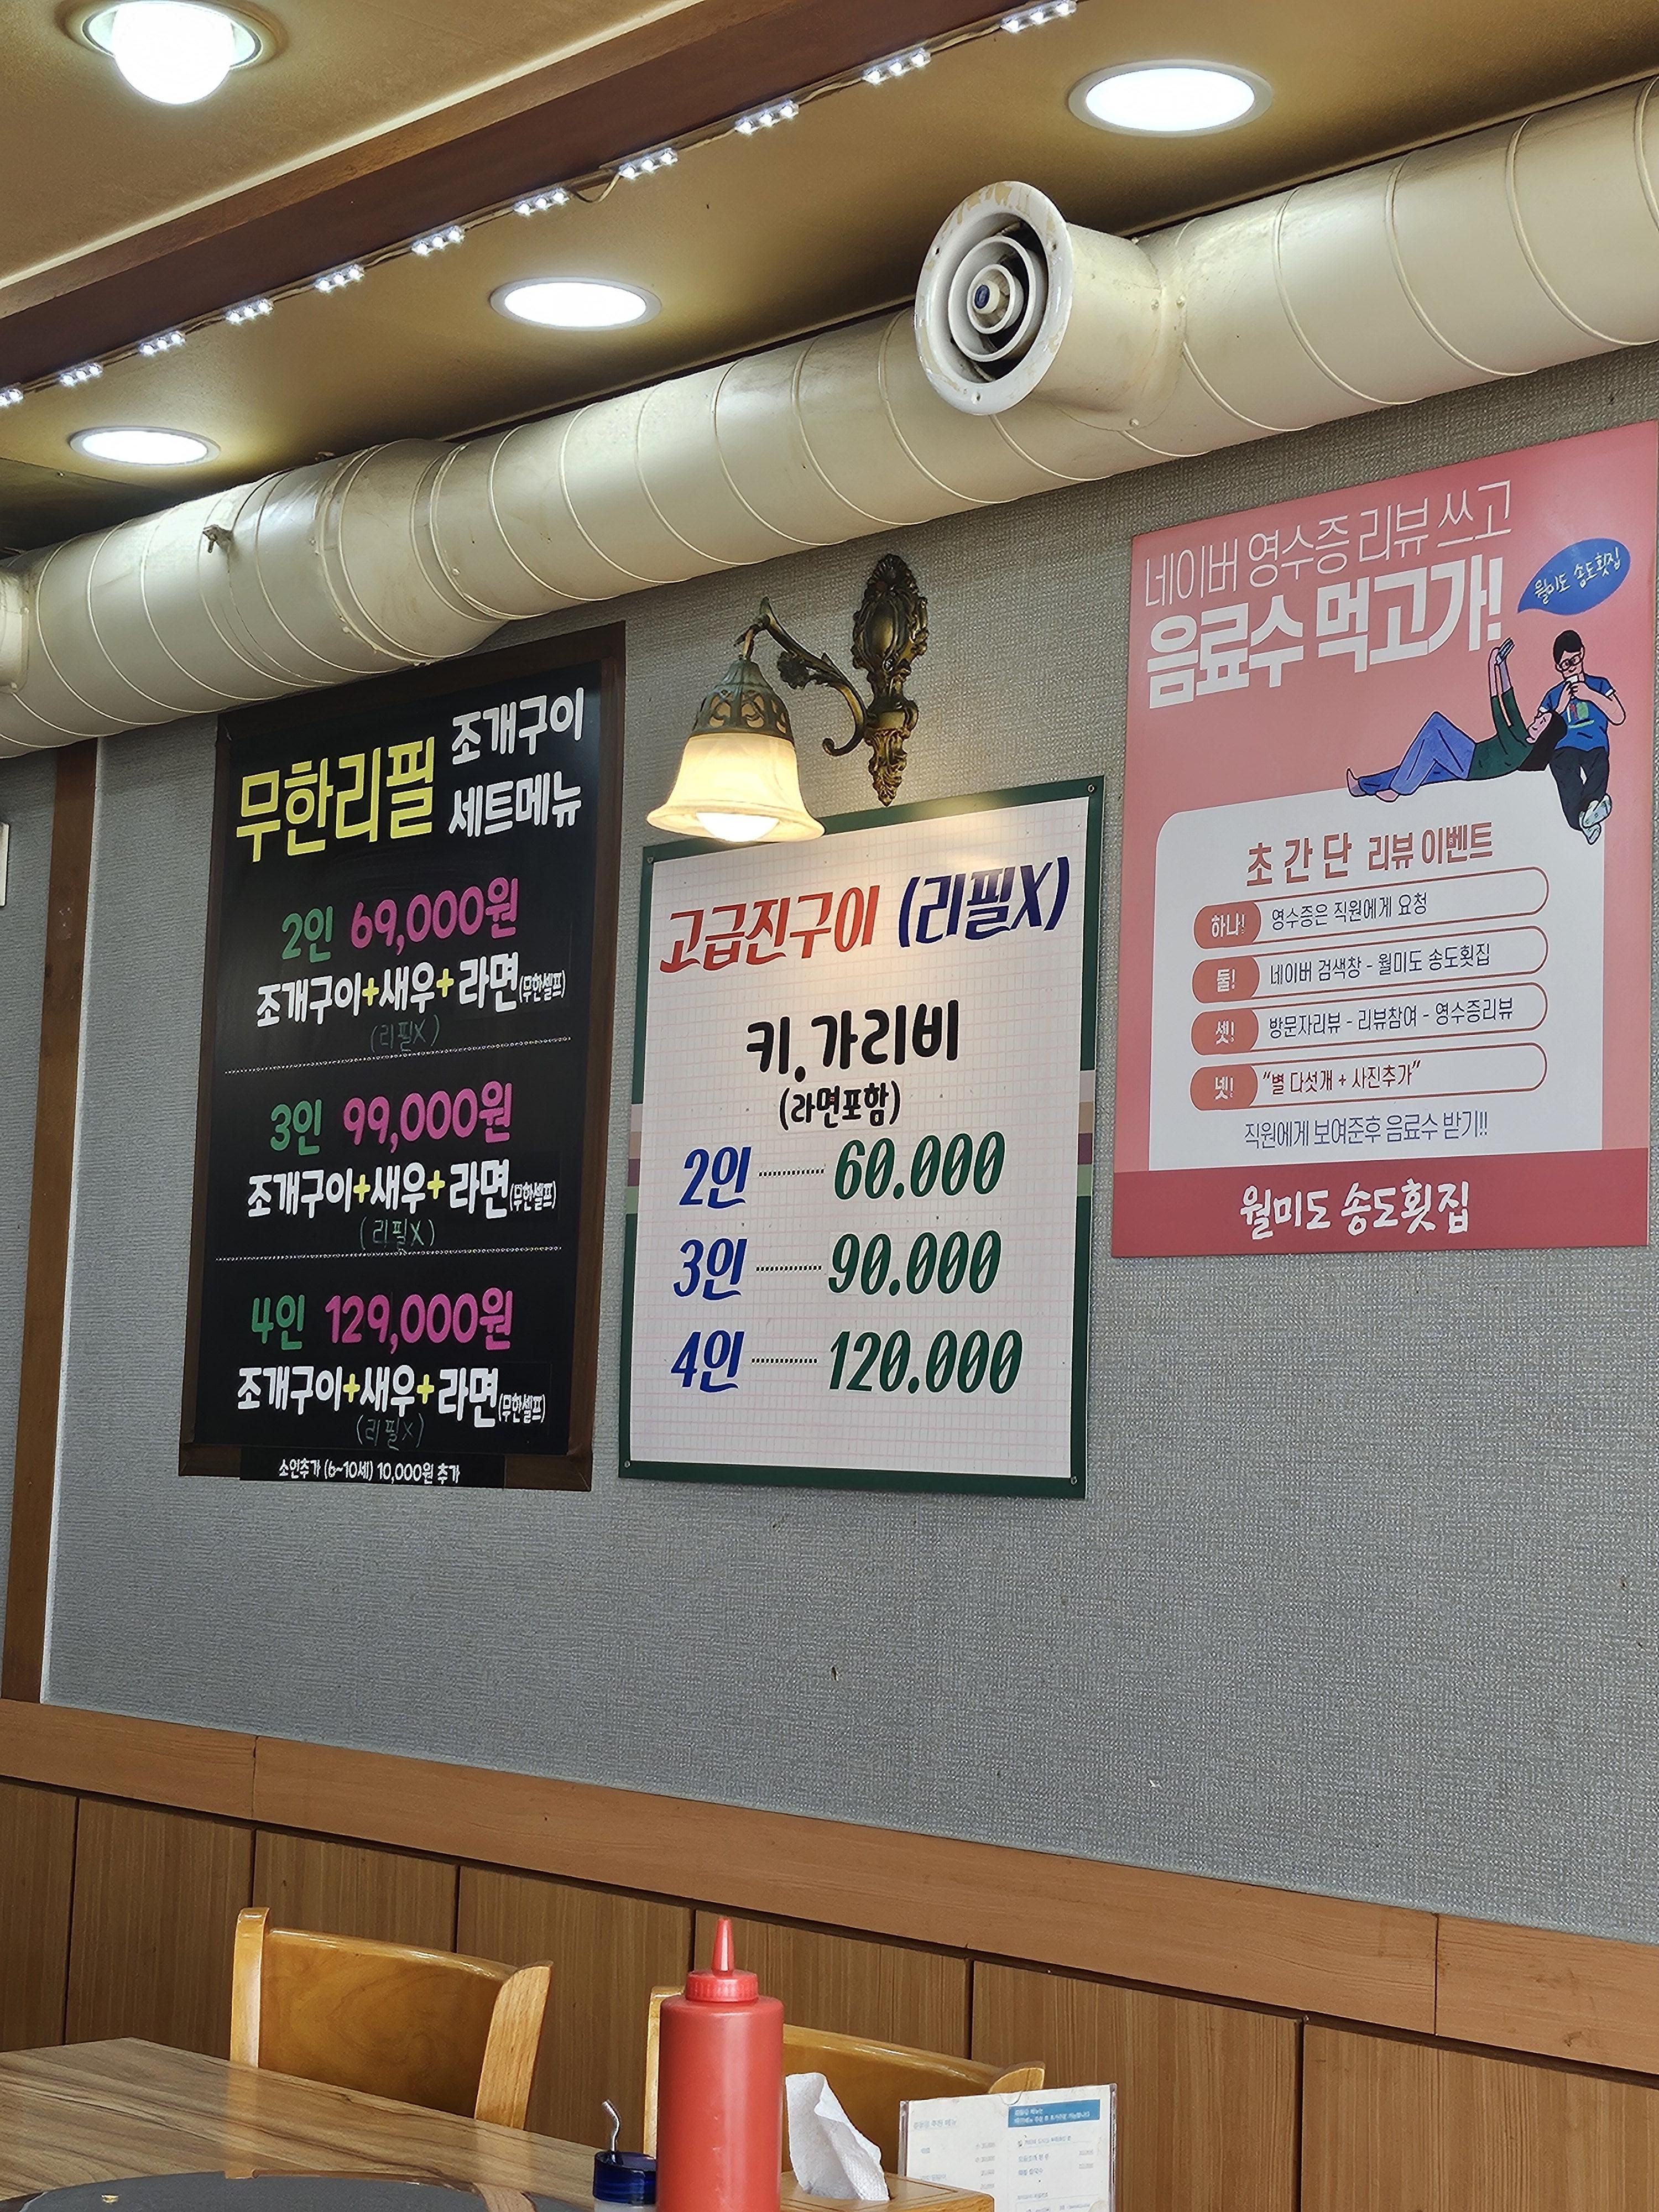 무한리필 조개구이
세트메뉴
2인 69,000원
조개구이+새우+라면(무한셀프)
(리필X)
3인 99,000원
조개구이+새우+라면(무한셀프)
(리필X)
4인 129,000원
조개구이+새우+라면(무한셀프)
(리필X)
소인추가 (6~10세) 10,000원 추가
고급진구이 (리필X)
키.가리비
(라면포함)
2인 60.000
3인 90.000
4인 120.000
네이버 영수증 리뷰 쓰고
음료수 먹고가!
월미도 송도횟집
초간단 리뷰 이벤트
하나! 영수증은 직원에게 요청
둘! 네이버 검색창 - 월미도 송도횟집
셋! 방문자리뷰 - 리뷰참여 - 영수증리뷰
넷! "별 다섯개 + 사진추가"
직원에게 보여준후 음료수 받기!!
월미도 송도횟집